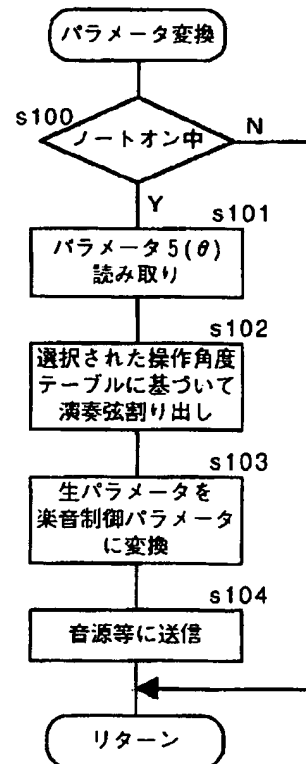 パラメータ変換
s100
ノートオン中
N
Y
s101
パラメータ5(θ)
読み取り
s102
選択された操作角度
テーブルに基づいて
演奏弦割り出し
s103
生パラメータを
楽音制御パラメータ
に変換
s104
音源等に送信
リターン